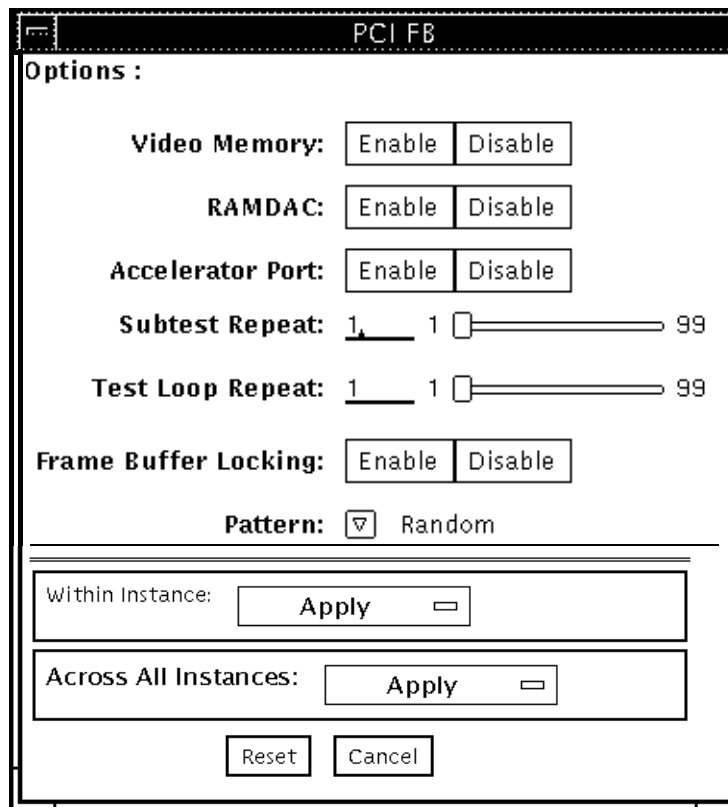 PCI FB
Options :
Video Memory: Enable Disable
RAMDAC: Enable Disable
Accelerator Port: Enable Disable
Subtest Repeat: 1 1 99
Test Loop Repeat: 1 1 99
Frame Buffer Locking: Enable Disable
Pattern: Random
Within Instance: Apply
Across All Instances: Apply
Reset Cancel